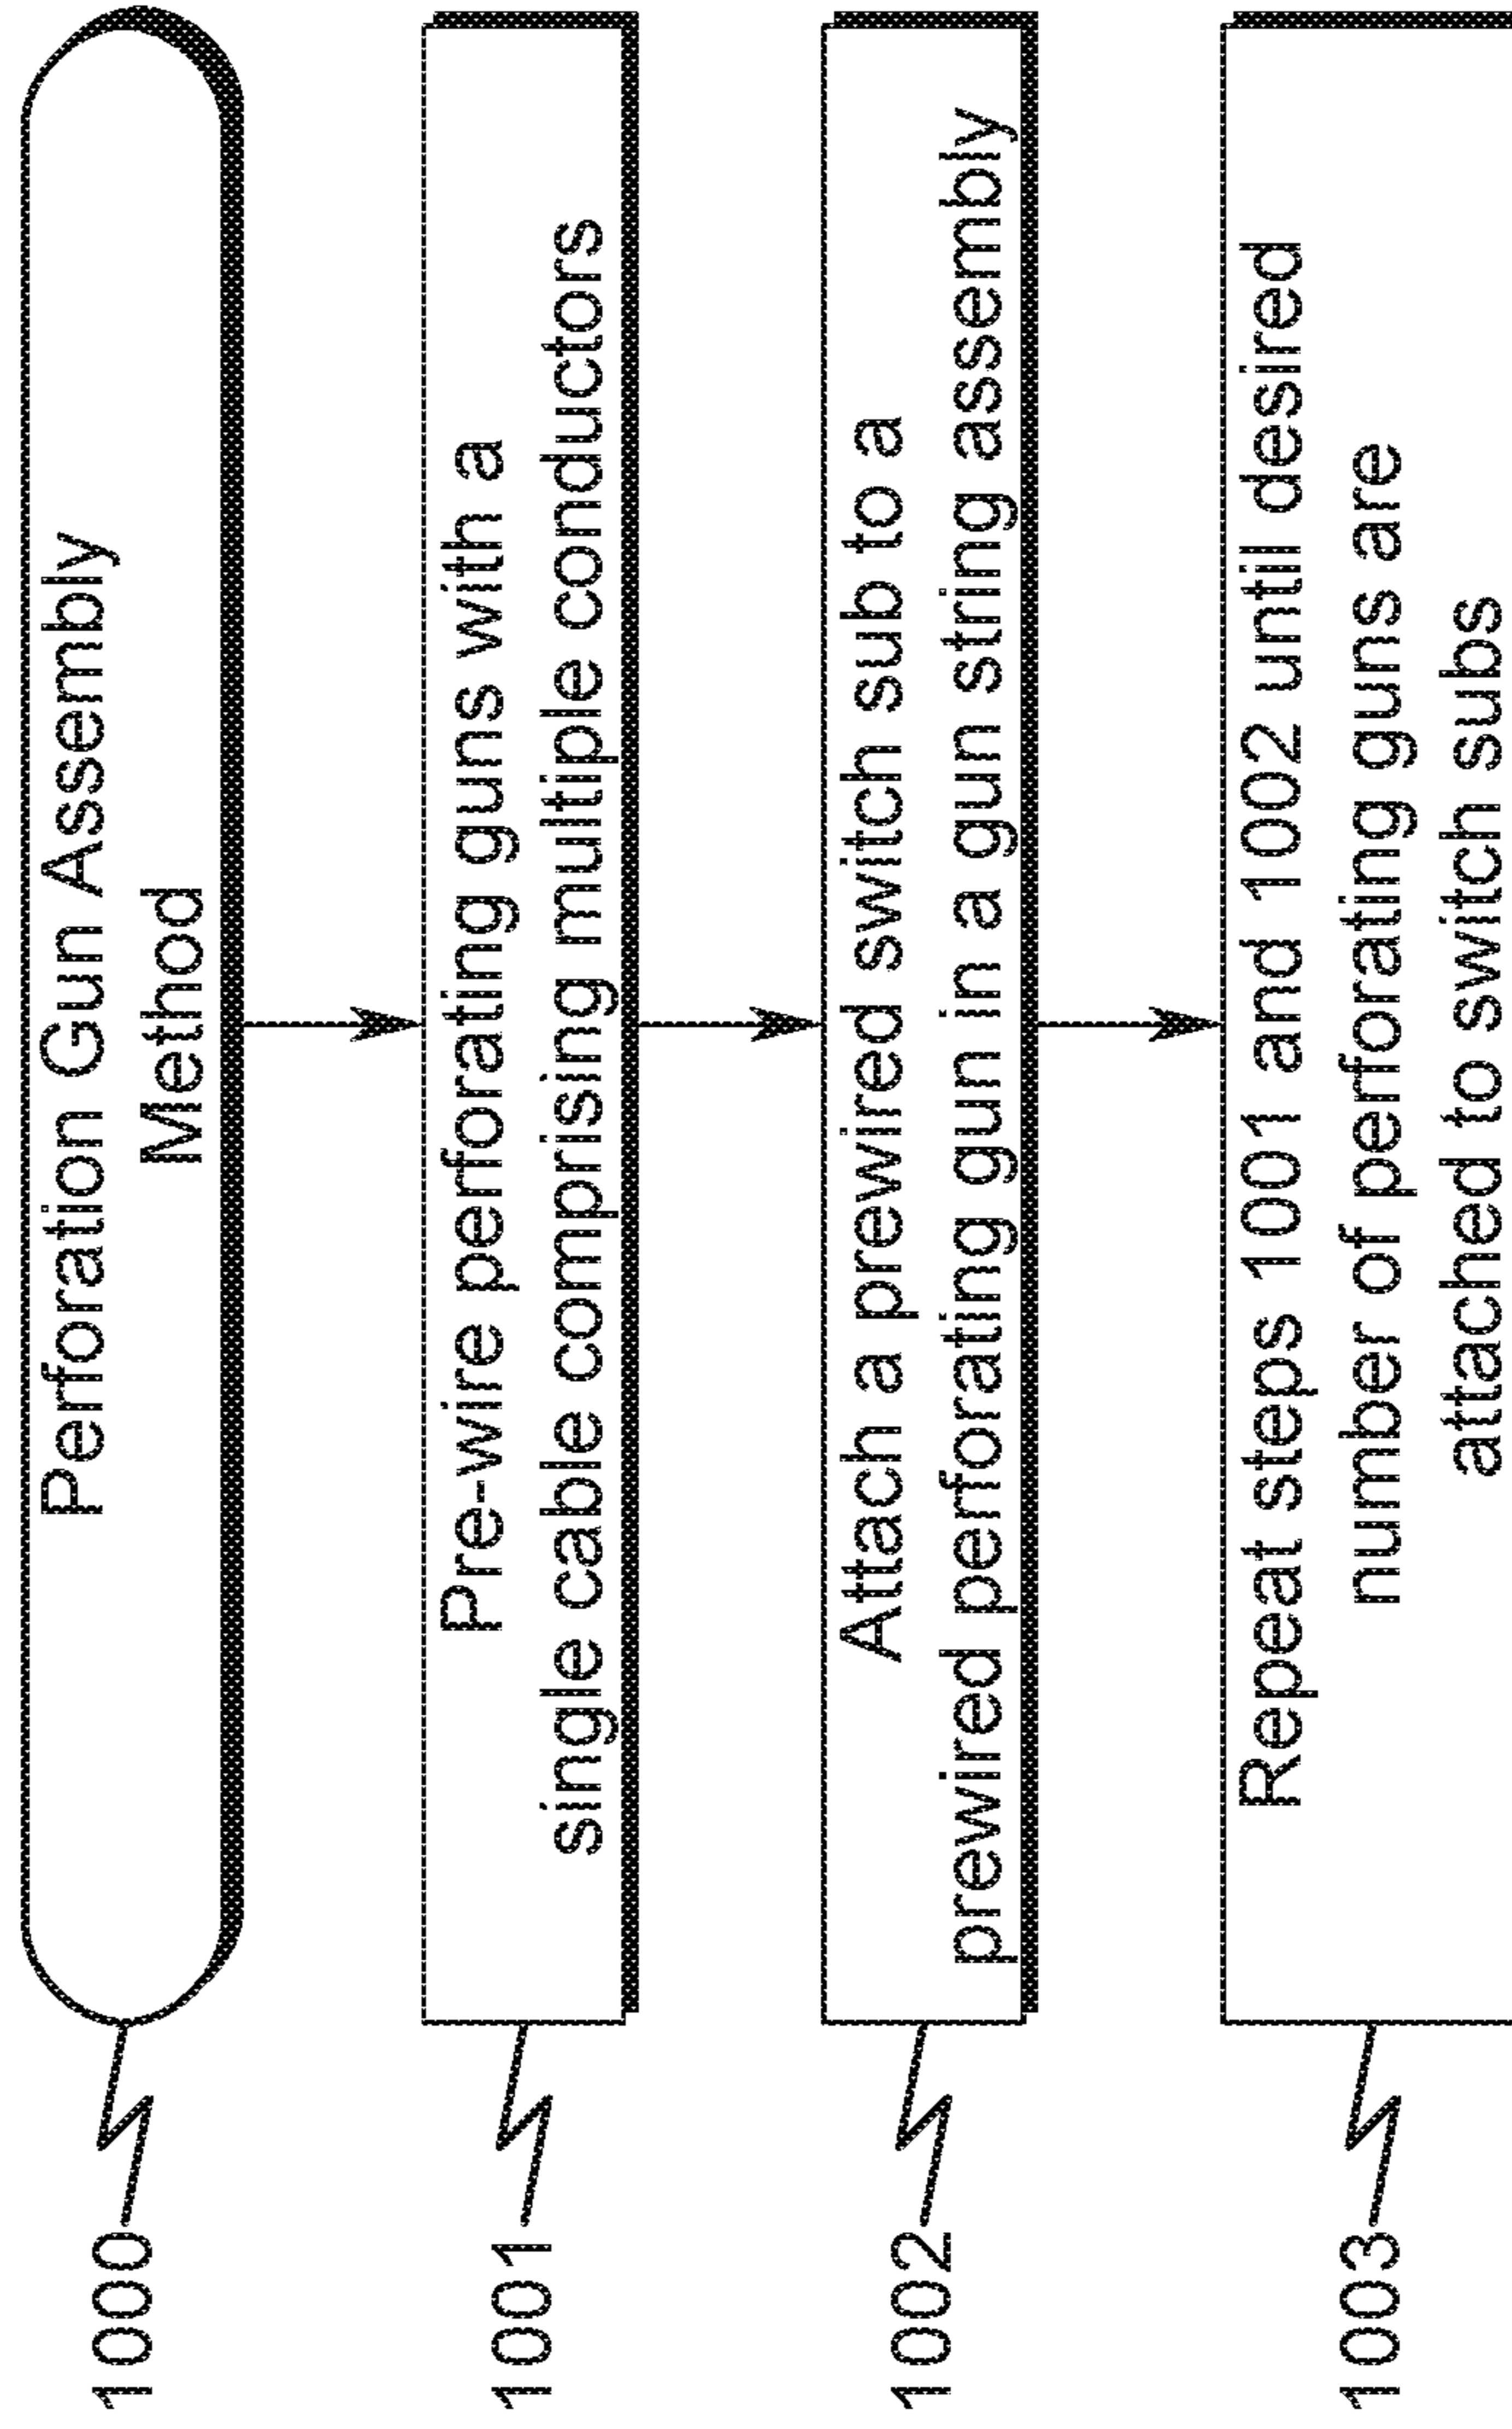 1000
Perforation Gun Assembly
Method
1001
Pre-wire perforating guns with a
single cable comprising multiple conductors
1002
Attach a prewired switch sub to a
prewired perforating gun in a gun string assembly
1003
Repeat steps 1001 and 1002 until desired
number of perforating guns are
attached to switch subs